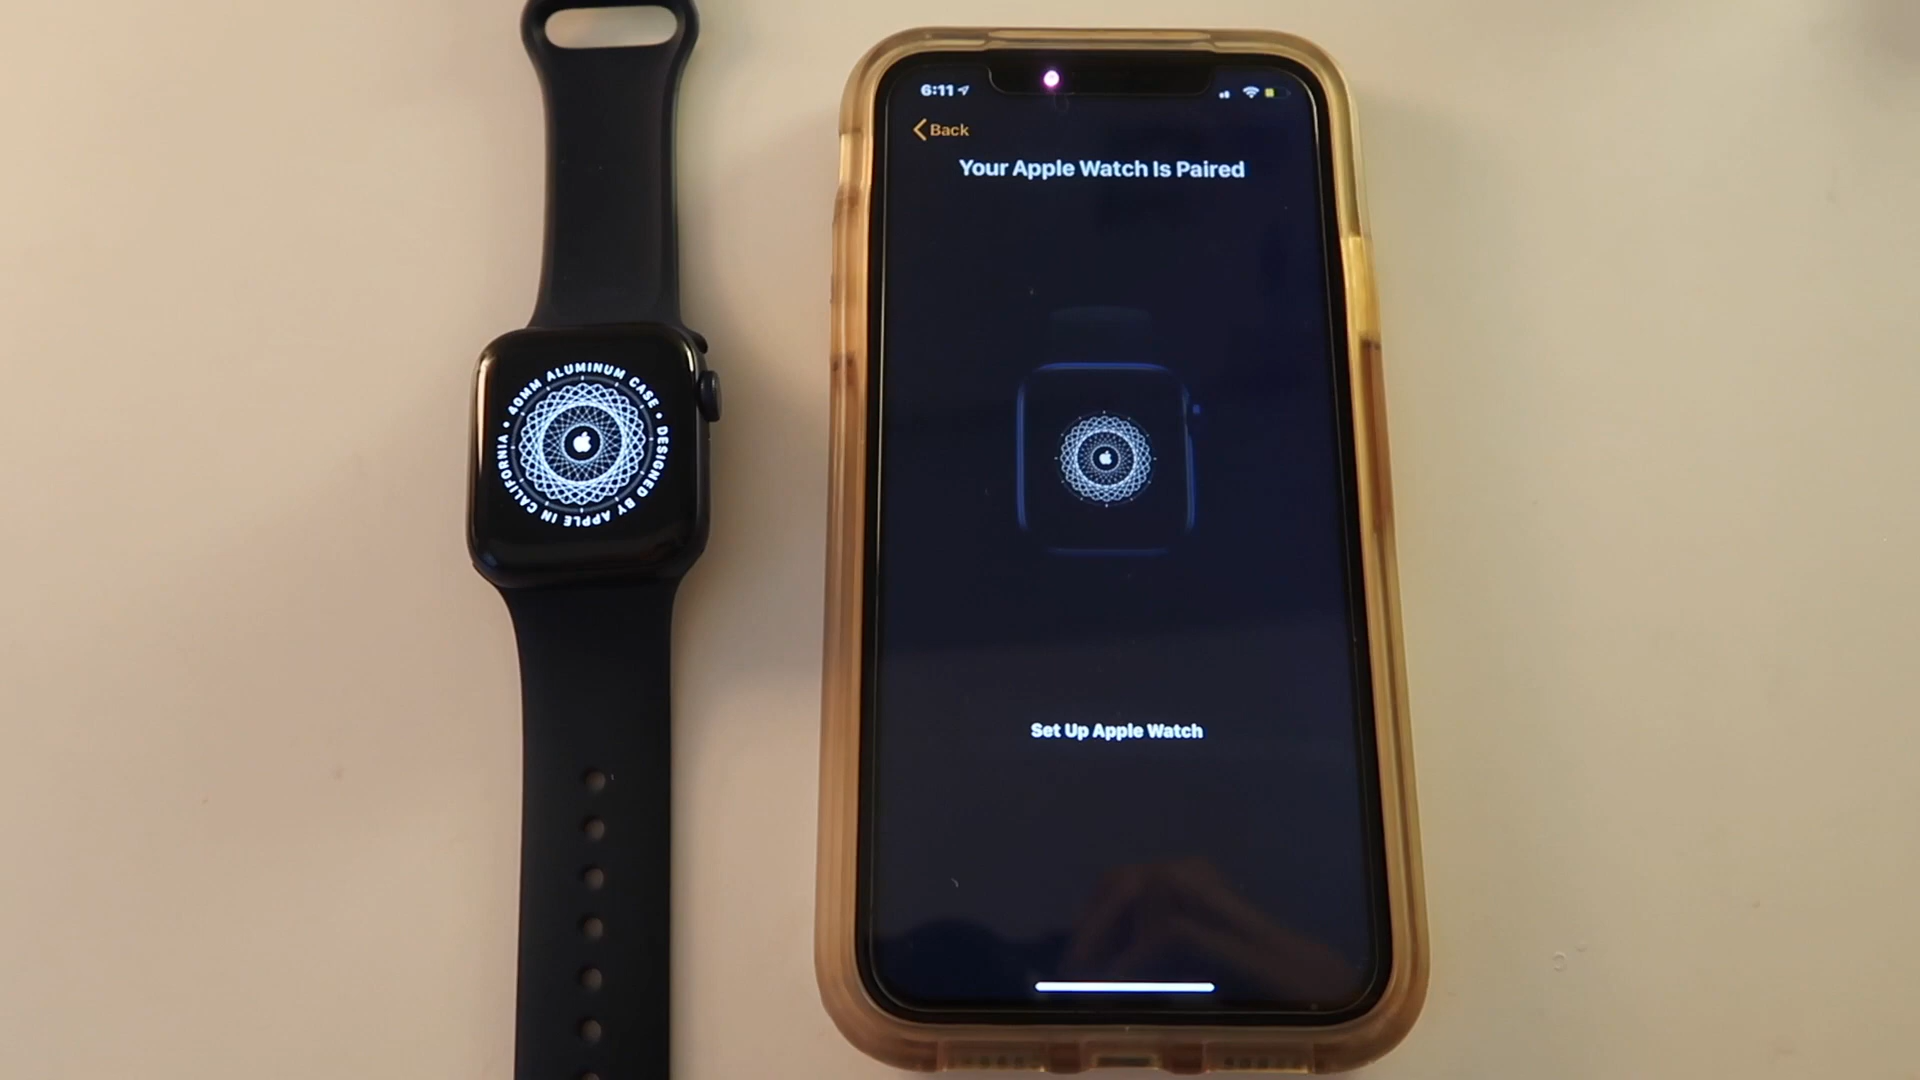 40MM ALUMINUM CASE • DESIGNED BY APPLE IN CALIFORNIA •
6:11
Back
Your Apple Watch Is Paired
Set Up Apple Watch